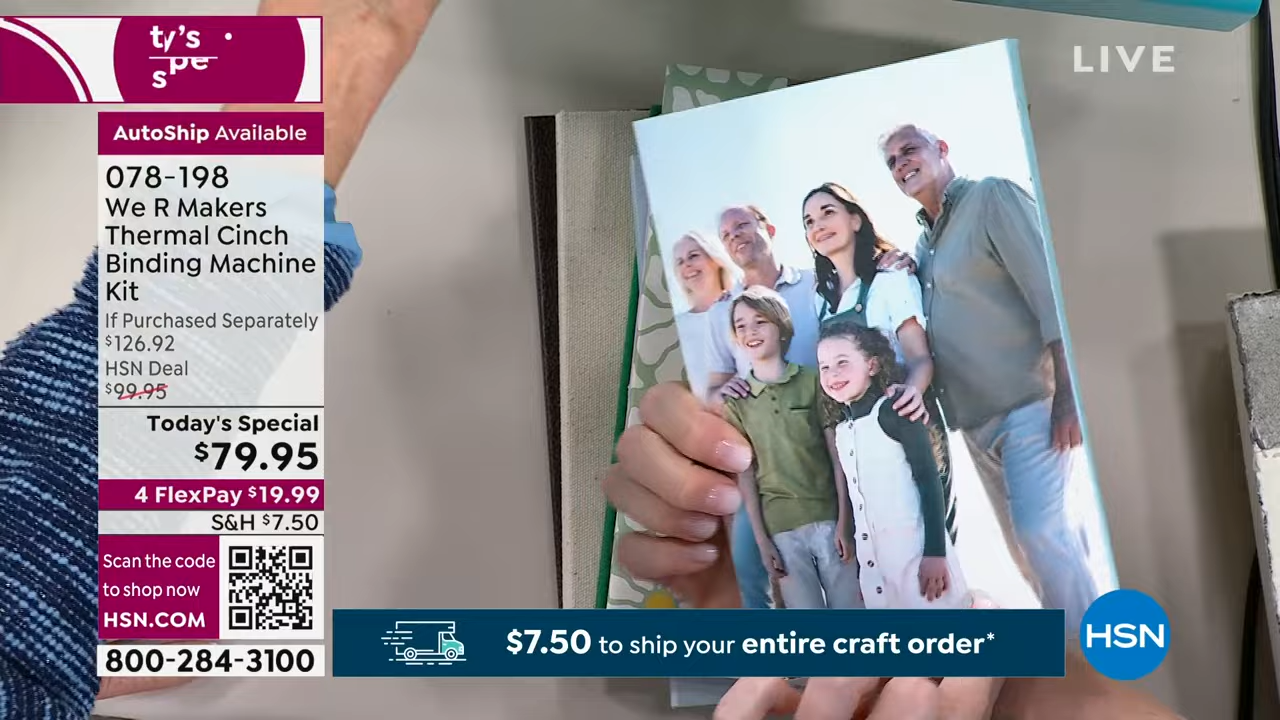 ty's
spe
LIVE
AutoShip Available
078-198
We R Makers
Thermal Cinch
Binding Machine
Kit
If Purchased Separately
$126.92
HSN Deal
$99.95
Today's Special
$79.95
4 FlexPay $19.99
S&H $7.50
Scan the code
to shop now
HSN.COM
800-284-3100
$7.50 to ship your entire craft order*
HSN